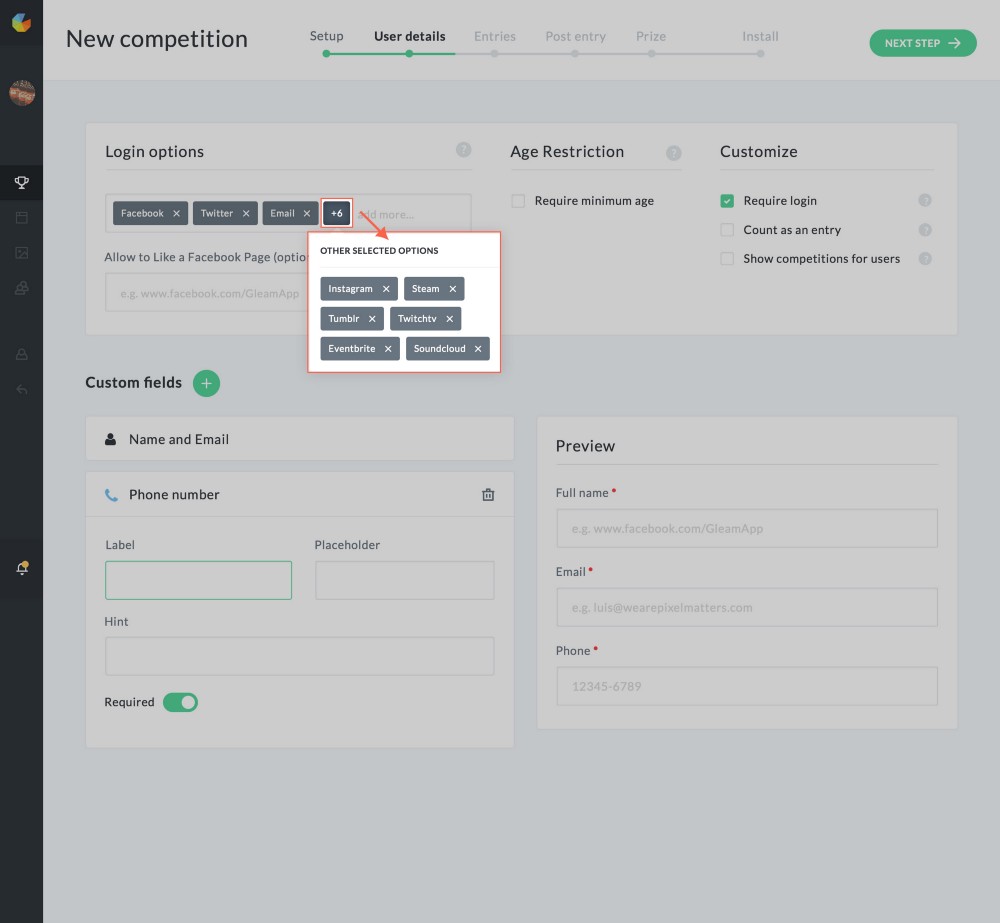 New competition
Setup
User details
Entries
Post entry
Prize
Install
NEXT STEP
Login options
?
Facebook ×
Twitter ×
Email ×
+6
add more...
OTHER SELECTED OPTIONS
Instagram ×
Steam ×
Tumblr ×
Twitchtv ×
Eventbrite ×
Soundcloud ×
Allow to Like a Facebook Page (optio
e.g. www.facebook.com/GleamApp
Age Restriction
?
Require minimum age
Customize
Require login
?
Count as an entry
?
Show competitions for users
?
Custom fields +
Name and Email
Phone number
Label
Placeholder
Hint
Required
Preview
Full name *
e.g. www.facebook.com/GleamApp
Email *
e.g. luis@wearepixelmatters.com
Phone *
12345-6789